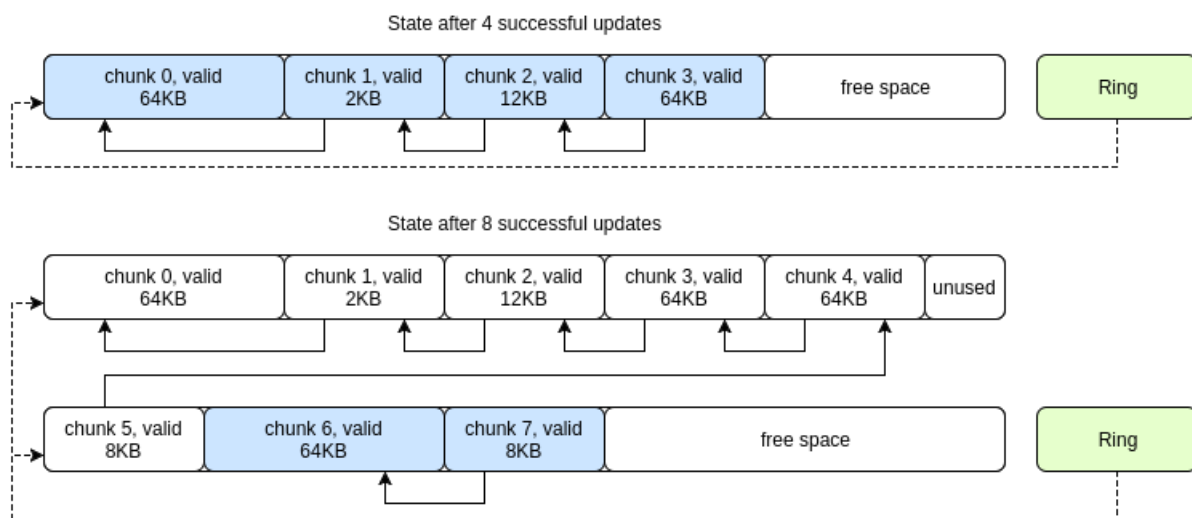 State after 4 successful updates
chunk 0, valid
64KB
chunk 1, valid
2KB
chunk 2, valid
12KB
chunk 3, valid
64KB
free space
Ring
State after 8 successful updates
chunk 0, valid
64KB
chunk 1, valid
2KB
chunk 2, valid
12KB
chunk 3, valid
64KB
chunk 4, valid
64KB
unused
chunk 5, valid
8KB
chunk 6, valid
64KB
chunk 7, valid
8KB
free space
Ring